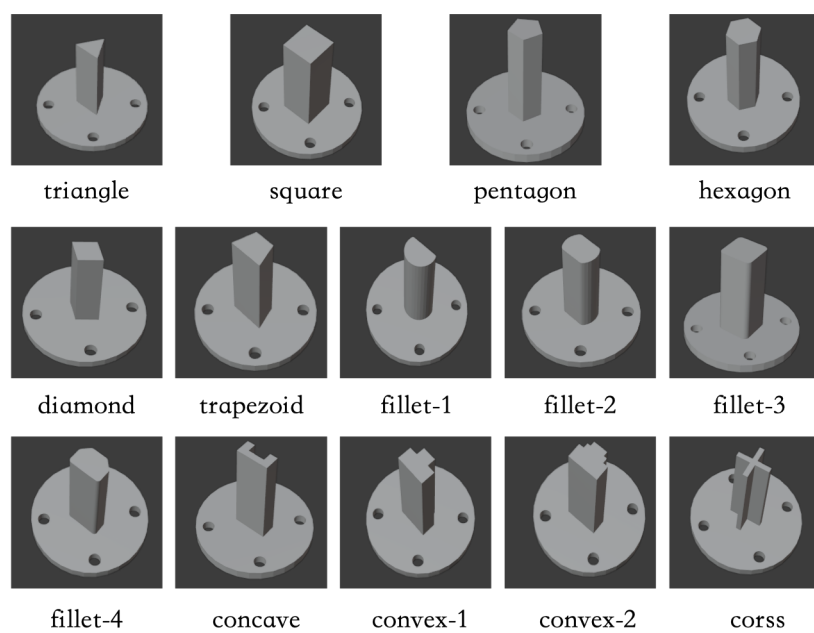 triangle square pentagon hexagon
diamond trapezoid fillet-1 fillet-2 fillet-3
fillet-4 concave convex-1 convex-2 corss